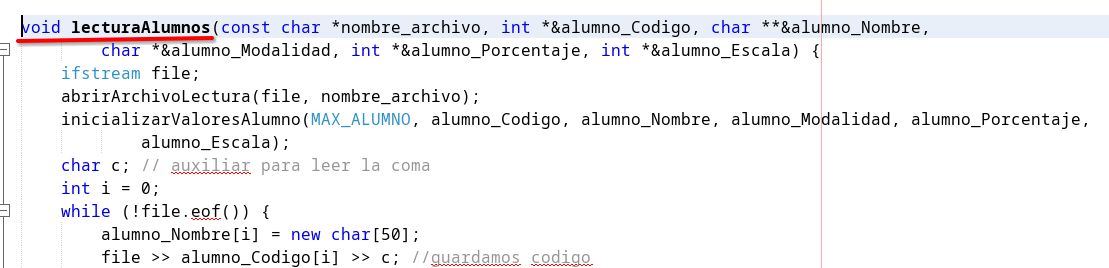 void lecturaAlumnos(const char *nombre_archivo, int *&alumno_Codigo, char **&alumno_Nombre,
        char *&alumno_Modalidad, int *&alumno_Porcentaje, int *&alumno_Escala) {
    ifstream file;
    abrirArchivoLectura(file, nombre_archivo);
    inicializarValoresAlumno(MAX_ALUMNO, alumno_Codigo, alumno_Nombre, alumno_Modalidad, alumno_Porcentaje,
            alumno_Escala);
    char c; // auxiliar para leer la coma
    int i = 0;
    while (!file.eof()) {
        alumno_Nombre[i] = new char[50];
        file >> alumno_Codigo[i] >> c; //guardamos codigo